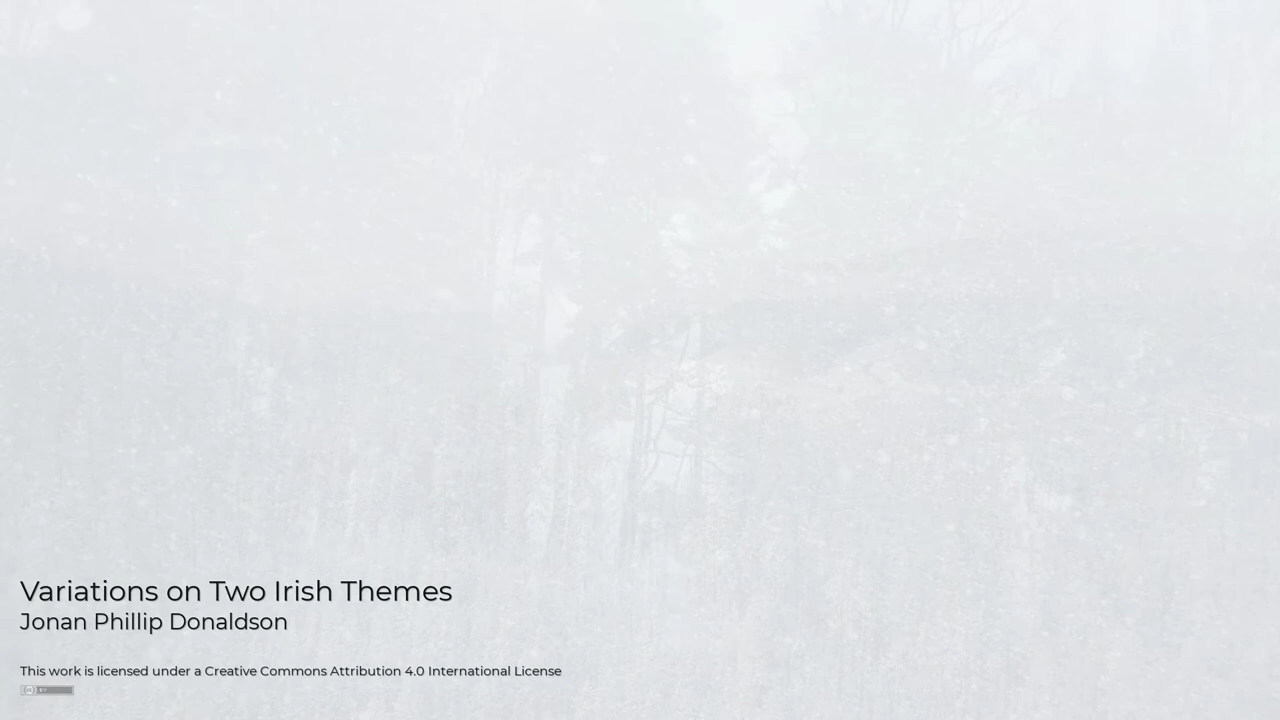 Variations on Two Irish Themes
Jonan Phillip Donaldson
This work is licensed under a Creative Commons Attribution 4.0 International License
BY